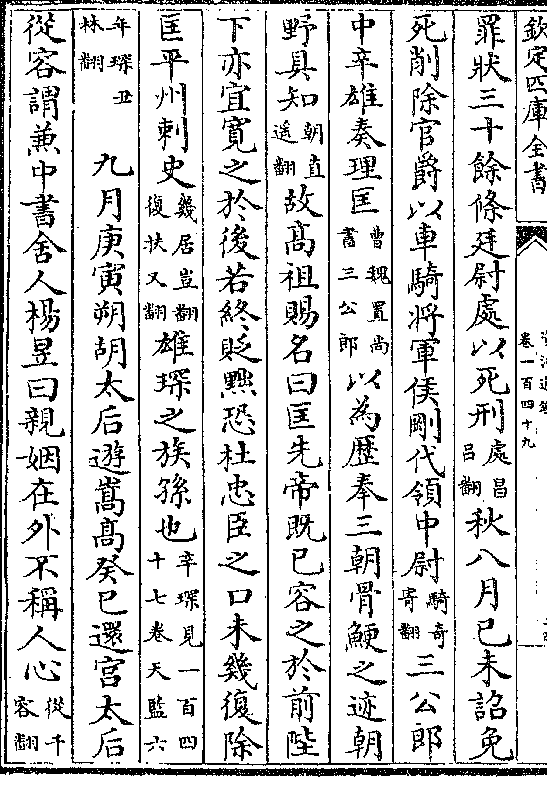 欽定四庫全書
卷一百四十九
罪狀三十餘條廷尉處以死刑處昌呂翻秋八月己未詔免
死削除官爵以車騎將軍侯剛代領中尉騎奇寄翻三公郎
中辛雄奏理匡曹魏置尚書三公郎以為歷奉三朝骨鯁之迹朝
野具知朝直遥翻故髙祖賜名曰匡先帝既已容之於前陛
下亦宜寛之於後若終貶黜恐杜忠臣之口未幾復除
匡平州刺史幾居豈翻復扶又翻雄琛之族孫也辛琛見一百四十七卷天監六
年琛丑林翻九月庚寅朔胡太后遊嵩髙癸巳還宫太后
從容謂兼中書舍人楊昱曰親姻在外不稱人心從千容翻